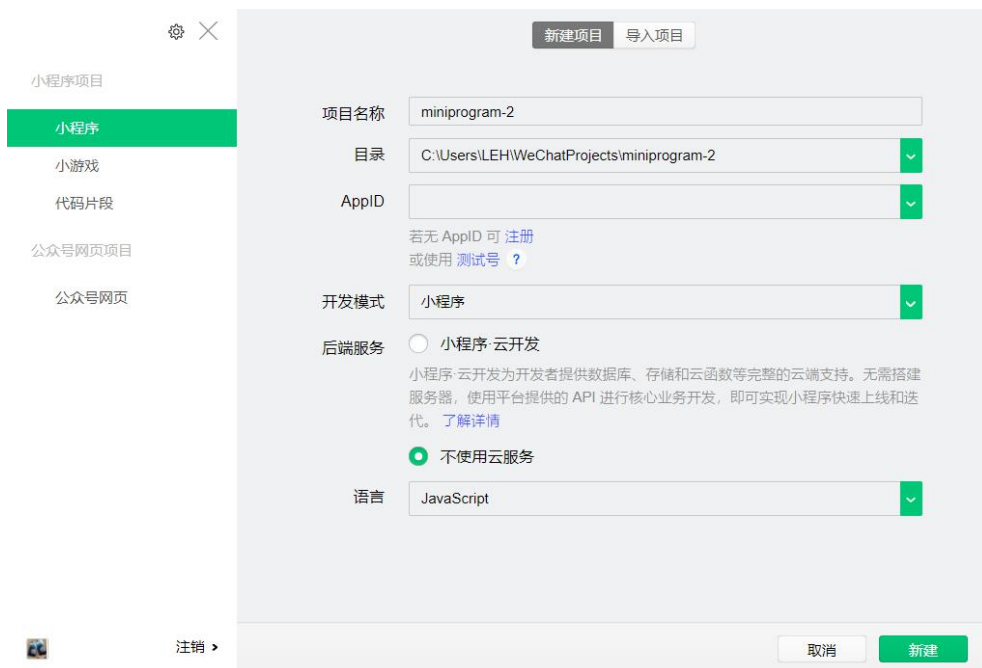 新建项目 导入项目
小程序项目
小程序
小游戏
代码片段
公众号网页项目
公众号网页
注销 >
项目名称 miniprogram-2
目录 C:\Users\LEH\WeChatProjects\miniprogram-2
AppID
若无 AppID 可 注册
或使用 测试号 ?
开发模式 小程序
后端服务 小程序·云开发
小程序·云开发为开发者提供数据库、存储和云函数等完整的云端支持。无需搭建
服务器，使用平台提供的 API 进行核心业务开发，即可实现小程序快速上线和迭
代。 了解详情
不使用云服务
语言 JavaScript
取消 新建